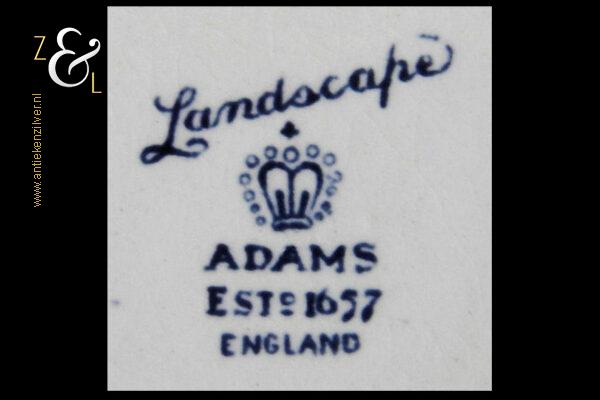 Z & L
www.antiekenzilver.nl
Landscape
ADAMS
ESTD 1657
ENGLAND